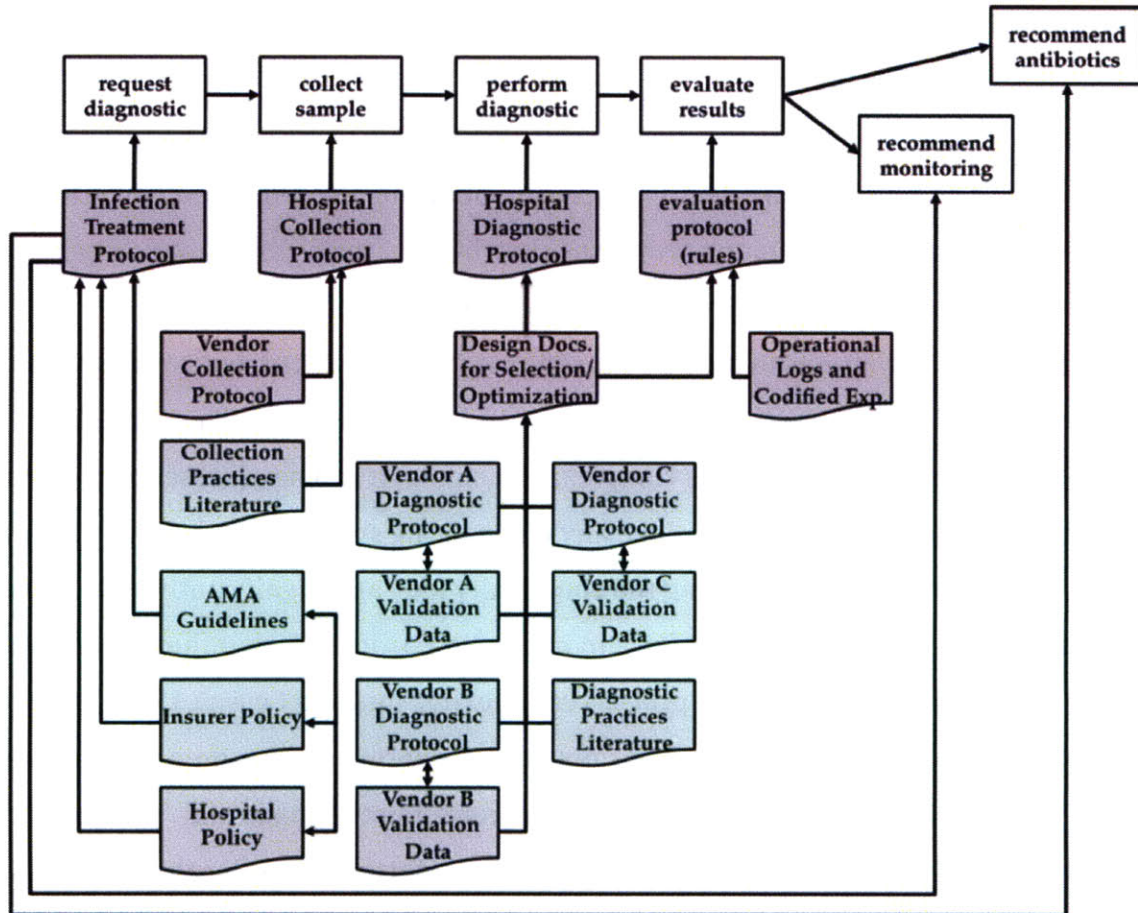 recommend
antibiotics
request
diagnostic
collect
sample
perform
diagnostic
evaluate
results
recommend
monitoring
Infection
Treatment
Protocol
Hospital
Collection
Protocol
Hospital
Diagnostic
Protocol
evaluation
protocol
(rules)
Vendor
Collection
Protocol
Design Docs.
for Selection/
Optimization
Operational
Logs and
Codified Exp.
Collection
Practices
Literature
Vendor A
Diagnostic
Protocol
Vendor C
Diagnostic
Protocol
AMA
Guidelines
Vendor A
Validation
Data
Vendor C
Validation
Data
Insurer Policy
Vendor B
Diagnostic
Protocol
Diagnostic
Practices
Literature
Hospital
Policy
Vendor B
Validation
Data